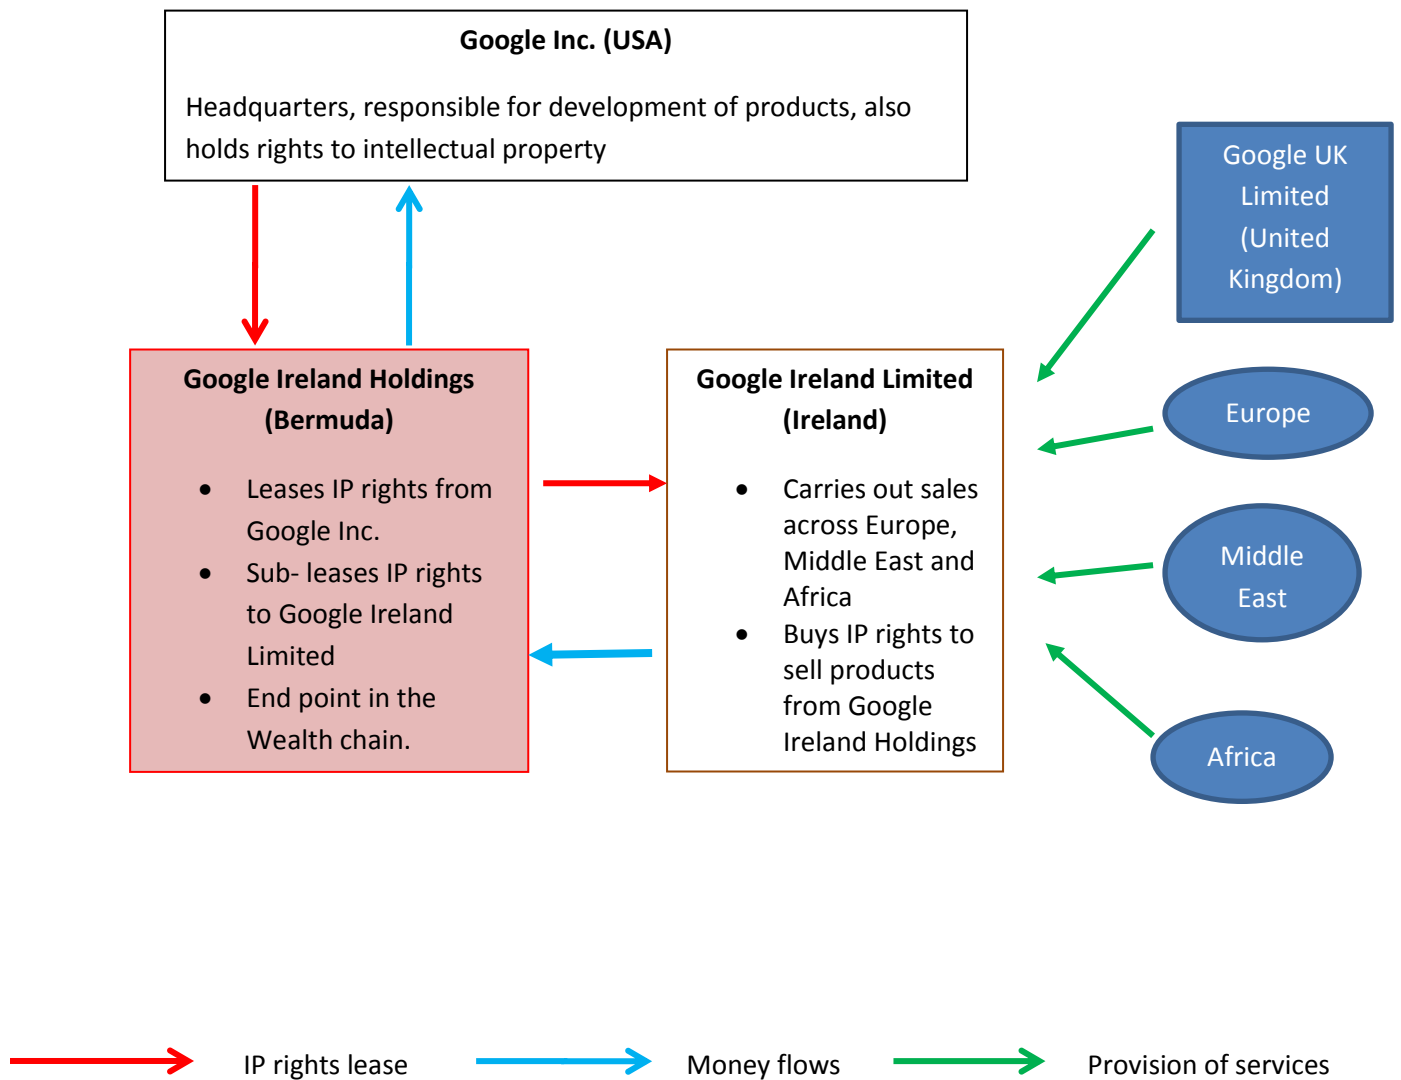 Google Inc. (USA)
Headquarters, responsible for development of products, also
holds rights to intellectual property
Google UK
Limited
(United
Kingdom)
Google Ireland Holdings
(Bermuda)
• Leases IP rights from
Google Inc.
• Sub- leases IP rights
to Google Ireland
Limited
• End point in the
Wealth chain.
Google Ireland Limited
(Ireland)
• Carries out sales
across Europe,
Middle East and
Africa
• Buys IP rights to
sell products
from Google
Ireland Holdings
Europe
Middle
East
Africa
IP rights lease
Money flows
Provision of services